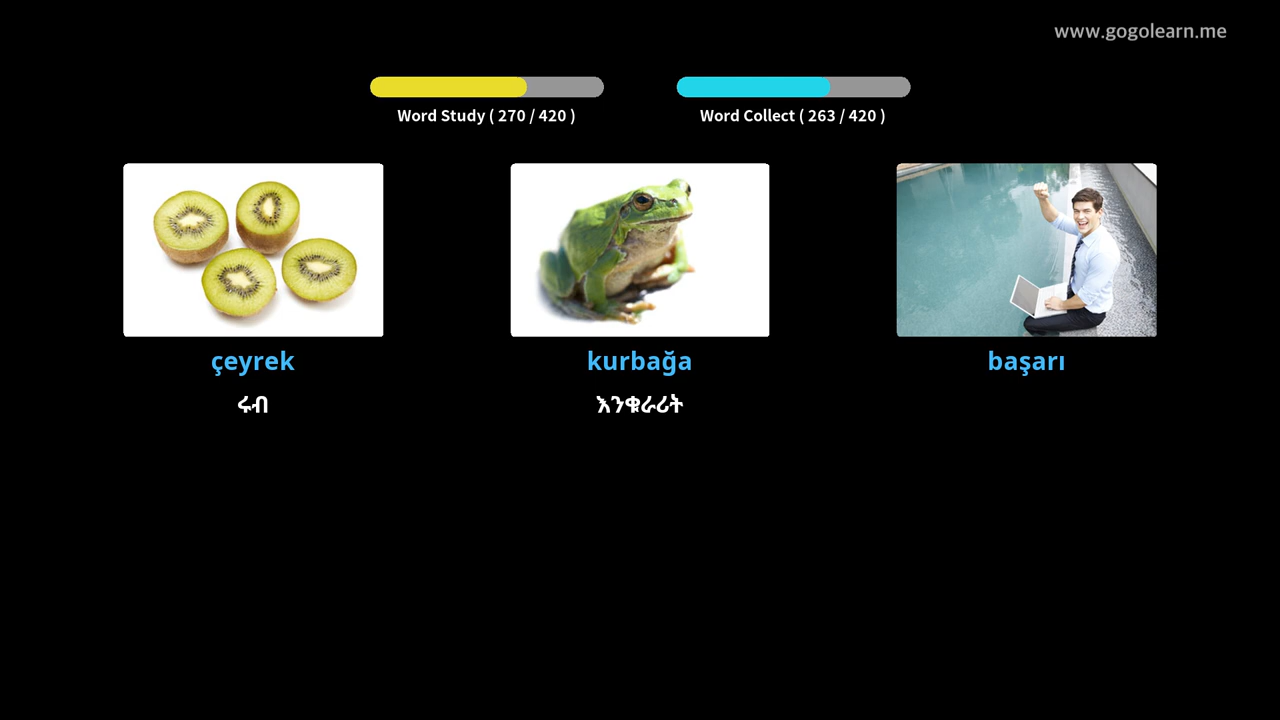 www.gogolearn.me
Word Study ( 270 / 420 )
Word Collect ( 263 / 420 )
çeyrek
kurbağa
başarı
ሩብ
እንቁራሪት